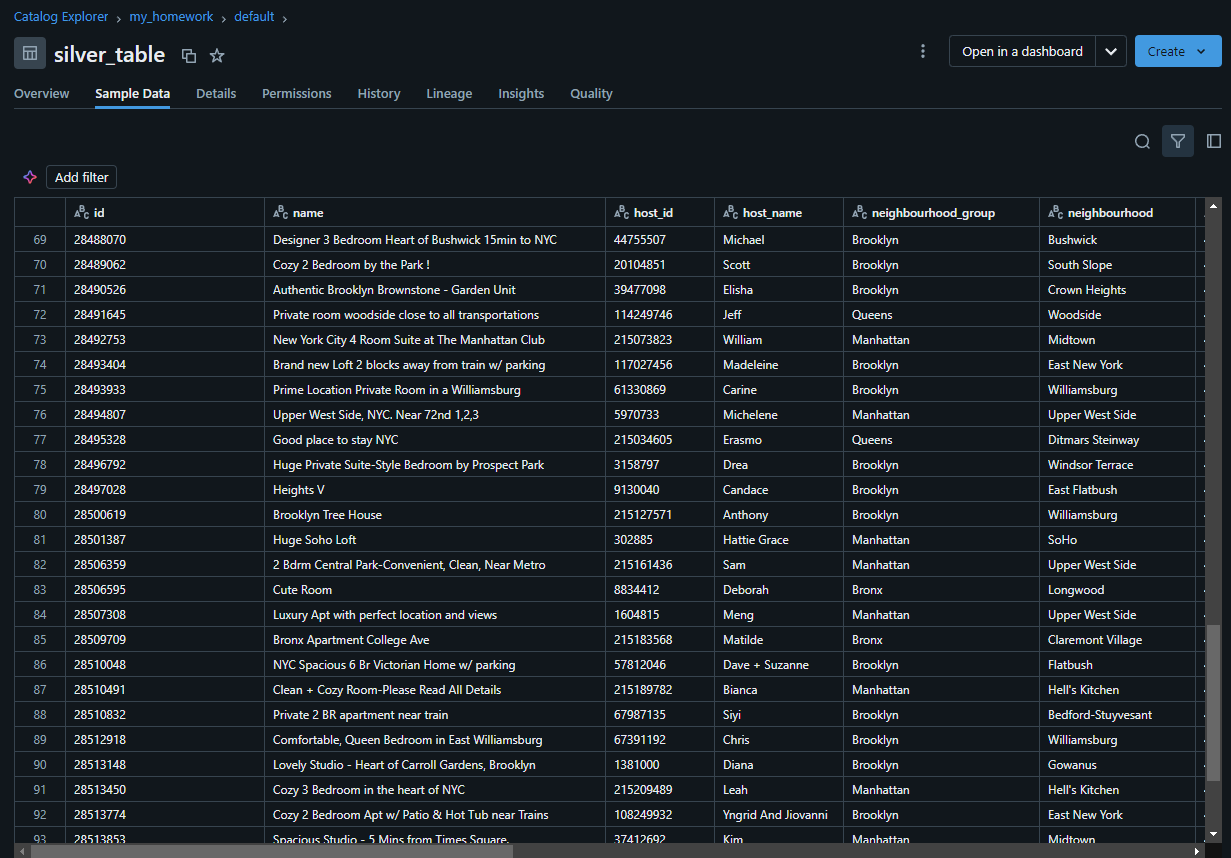 Catalog Explorer > my_homework > default >
silver_table Open in a dashboard Create
Overview Sample Data Details Permissions History Lineage Insights Quality
Add filter
id name host_id host_name neighbourhood_group neighbourhood
69 28488070 Designer 3 Bedroom Heart of Bushwick 15min to NYC 44755507 Michael Brooklyn Bushwick
70 28489062 Cozy 2 Bedroom by the Park ! 20104851 Scott Brooklyn South Slope
71 28490526 Authentic Brooklyn Brownstone - Garden Unit 39477098 Elisha Brooklyn Crown Heights
72 28491645 Private room woodside close to all transportations 114249746 Jeff Queens Woodside
73 28492753 New York City 4 Room Suite at The Manhattan Club 215073823 William Manhattan Midtown
74 28493404 Brand new Loft 2 blocks away from train w/ parking 117027456 Madeleine Brooklyn East New York
75 28493933 Prime Location Private Room in a Williamsburg 61330869 Carine Brooklyn Williamsburg
76 28494807 Upper West Side, NYC. Near 72nd 1,2,3 5970733 Michelene Manhattan Upper West Side
77 28495328 Good place to stay NYC 215034605 Erasmo Queens Ditmars Steinway
78 28496792 Huge Private Suite-Style Bedroom by Prospect Park 3158797 Drea Brooklyn Windsor Terrace
79 28497028 Heights V 9130040 Candace Brooklyn East Flatbush
80 28500619 Brooklyn Tree House 215127571 Anthony Brooklyn Williamsburg
81 28501387 Huge Soho Loft 302885 Hattie Grace Manhattan SoHo
82 28506359 2 Bdrm Central Park-Convenient, Clean, Near Metro 215161436 Sam Manhattan Upper West Side
83 28506595 Cute Room 8834412 Deborah Bronx Longwood
84 28507308 Luxury Apt with perfect location and views 1604815 Meng Manhattan Upper West Side
85 28509709 Bronx Apartment College Ave 215183568 Matilde Bronx Claremont Village
86 28510048 NYC Spacious 6 Br Victorian Home w/ parking 57812046 Dave + Suzanne Brooklyn Flatbush
87 28510491 Clean + Cozy Room-Please Read All Details 215189782 Bianca Manhattan Hell's Kitchen
88 28510832 Private 2 BR apartment near train 67987135 Siyi Brooklyn Bedford-Stuyvesant
89 28512918 Comfortable, Queen Bedroom in East Williamsburg 67391192 Chris Brooklyn Williamsburg
90 28513148 Lovely Studio - Heart of Carroll Gardens, Brooklyn 1381000 Diana Brooklyn Gowanus
91 28513450 Cozy 3 Bedroom in the heart of NYC 215209489 Leah Manhattan Hell's Kitchen
92 28513774 Cozy 2 Bedroom Apt w/ Patio & Hot Tub near Trains 108249932 Yngrid And Jiovanni Brooklyn East New York
93 28513853 Spacious Studio - 5 Mins from Times Square. 37412692 Kim Manhattan Midtown